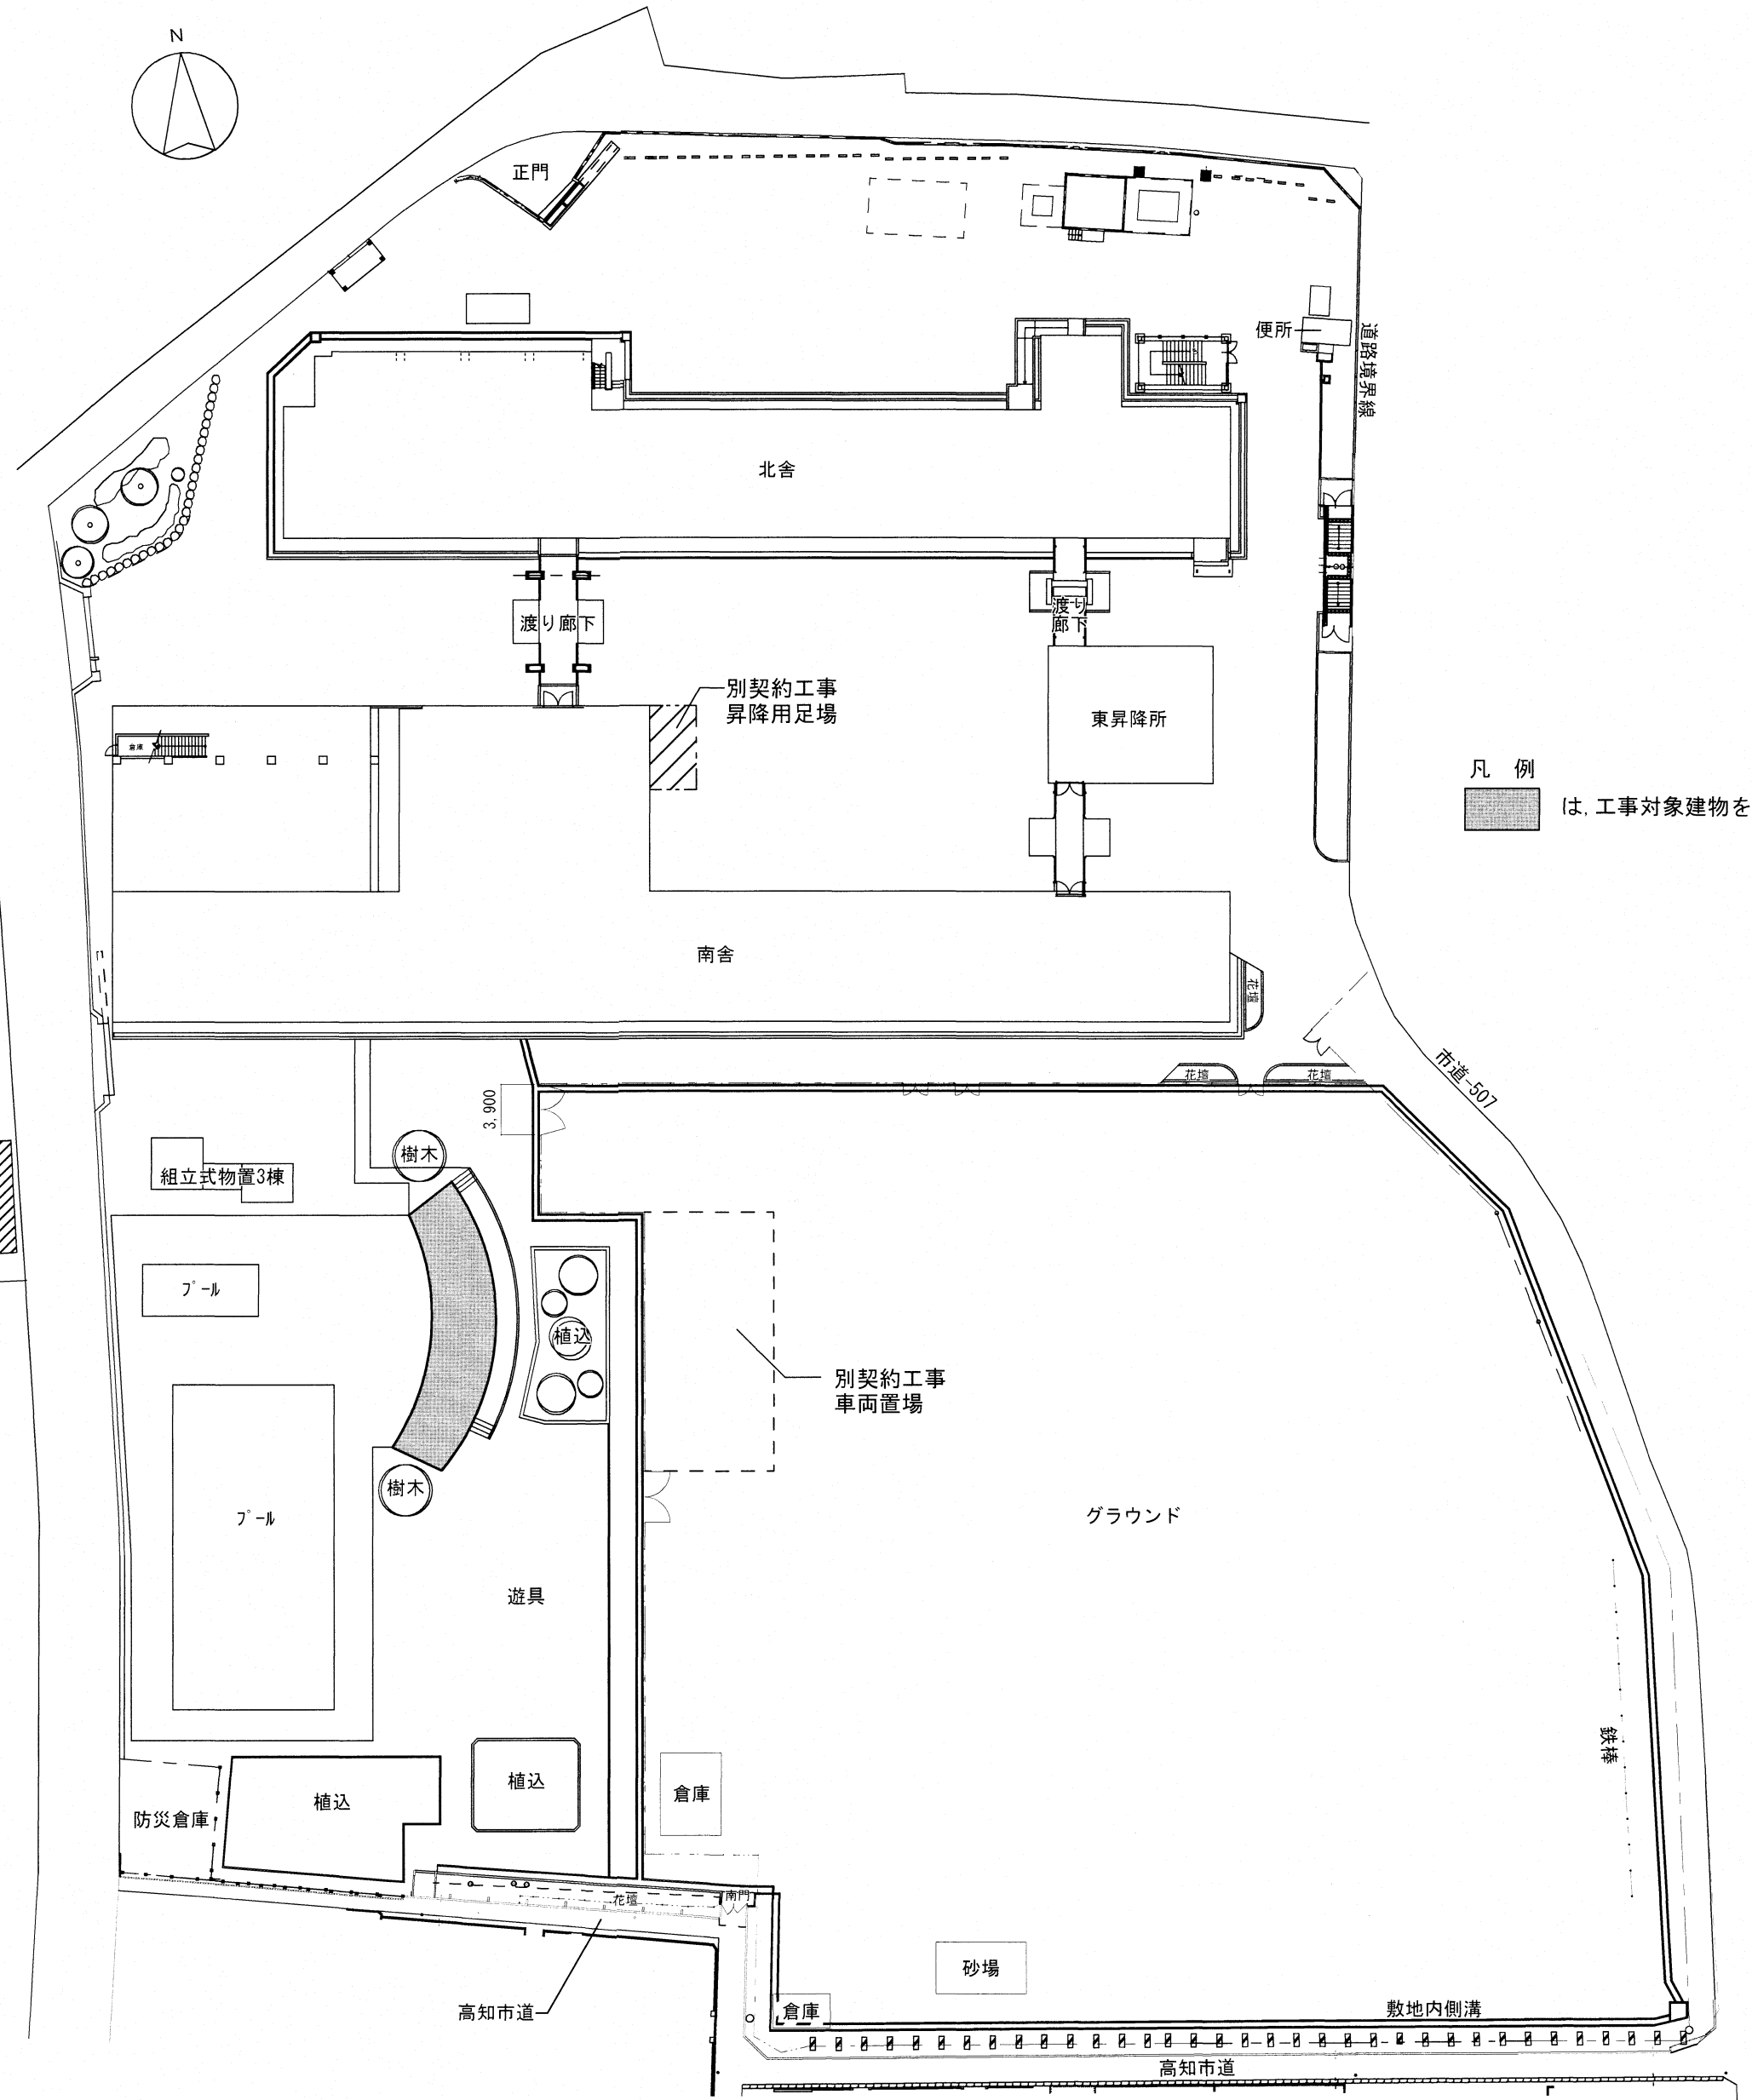 N
正門
便所
道路境界線
北舎
渡り廊下
渡り
廊下
別契約工事
昇降用足場
東昇降所
倉庫
凡 例
は,工事対象建物を
南舎
花壇
市道-507
花壇
花壇
3,900
樹木
組立式物置3棟
プール
植込
別契約工事
車両置場
樹木
プール
グラウンド
遊具
鉄棒
植込
植込
倉庫
防災倉庫
花壇
南門
砂場
高知市道
倉庫
敷地内側溝
高知市道